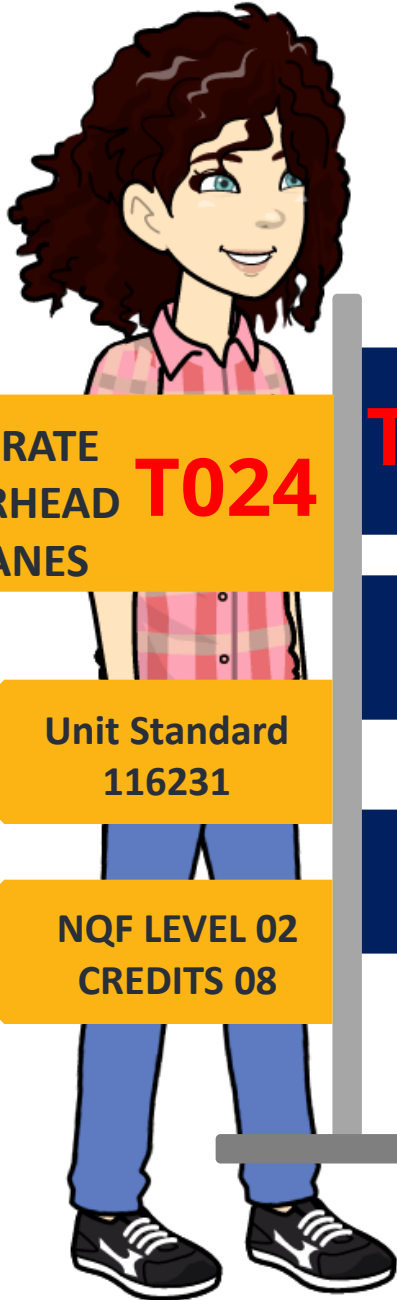 RATE
RHEAD
ANES
T024
T
Unit Standard
116231
NQF LEVEL 02
CREDITS 08